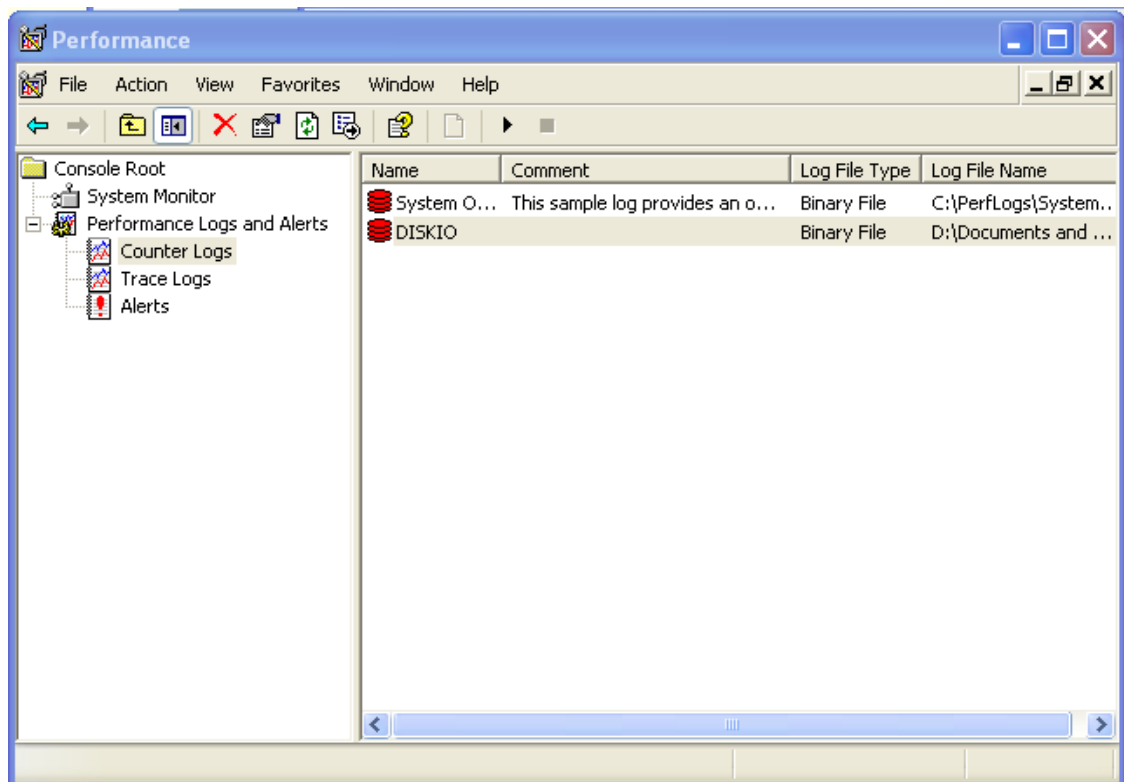 Performance
File Action View Favorites Window Help
Console Root
System Monitor
Performance Logs and Alerts
Counter Logs
Trace Logs
Alerts
Name Comment Log File Type Log File Name
System O... This sample log provides an o... Binary File C:\PerfLogs\System..
DISKIO Binary File D:\Documents and ...